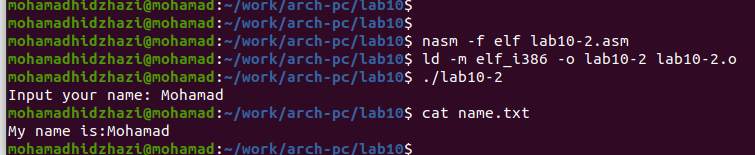 mohamadhidzhazi@mohamad:~/work/arch-pc/lab10$
mohamadhidzhazi@mohamad:~/work/arch-pc/lab10$
mohamadhidzhazi@mohamad:~/work/arch-pc/lab10$ nasm -f elf lab10-2.asm
mohamadhidzhazi@mohamad:~/work/arch-pc/lab10$ ld -m elf_i386 -o lab10-2 lab10-2.o
mohamadhidzhazi@mohamad:~/work/arch-pc/lab10$ ./lab10-2
Input your name: Mohamad
mohamadhidzhazi@mohamad:~/work/arch-pc/lab10$ cat name.txt
My name is:Mohamad
mohamadhidzhazi@mohamad:~/work/arch-pc/lab10$